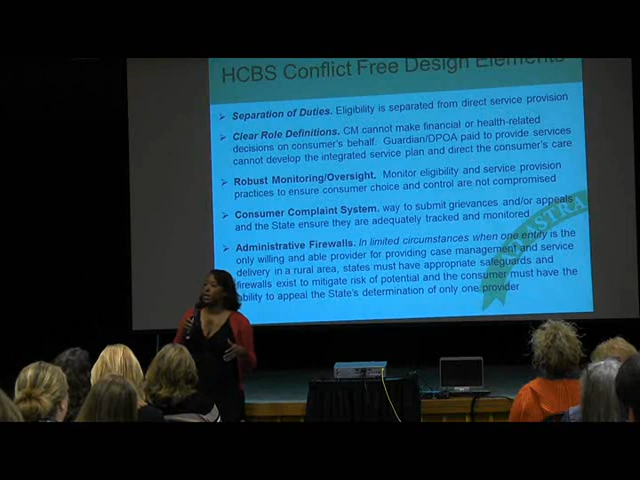 HCBS Conflict Free Design Elements
➢ Separation of Duties. Eligibility is separated from direct service provision
➢ Clear Role Definitions. CM cannot make financial or health-related
decisions on consumer's behalf. Guardian/DPOA paid to provide services
cannot develop the integrated service plan and direct the consumer's care
➢ Robust Monitoring/Oversight. Monitor eligibility and service provision
practices to ensure consumer choice and control are not compromised
➢ Consumer Complaint System. way to submit grievances and/or appeals
and the State ensure they are adequately tracked and monitored
➢ Administrative Firewalls. In limited circumstances when one entity is the
only willing and able provider for providing case management and service
delivery in a rural area, states must have appropriate safeguards and
firewalls exist to mitigate risk of potential and the consumer must have the
ability to appeal the State's determination of only one provider